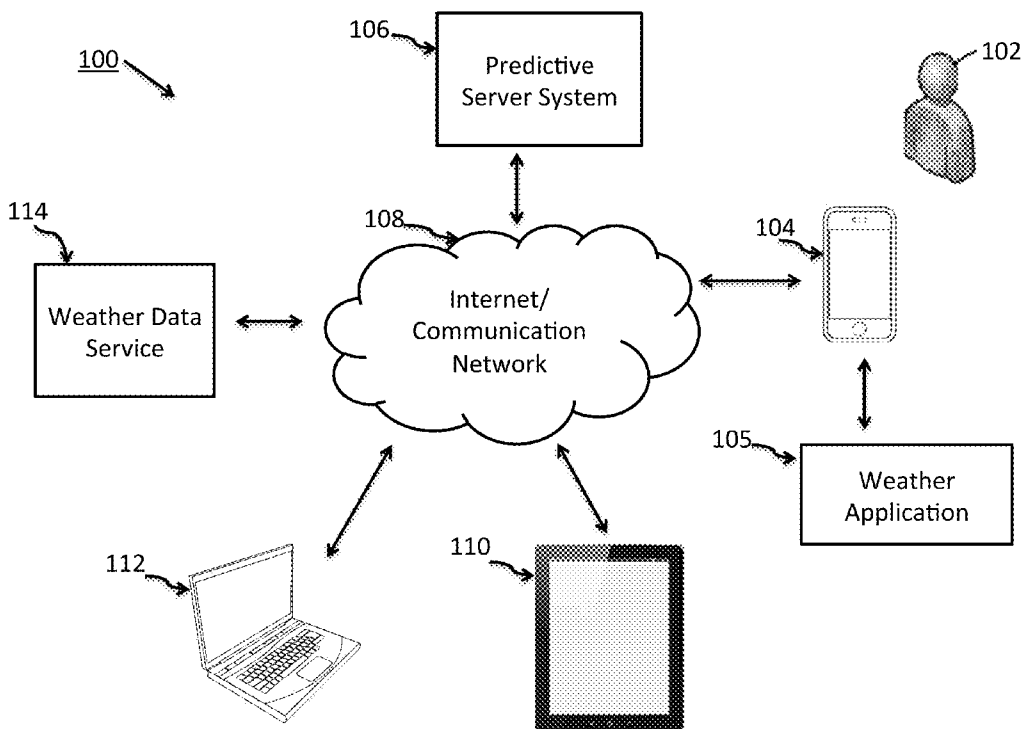 100
106
Predictive
Server System
102
114
Weather Data
Service
108
Internet/
Communication
Network
104
105
Weather
Application
112
110